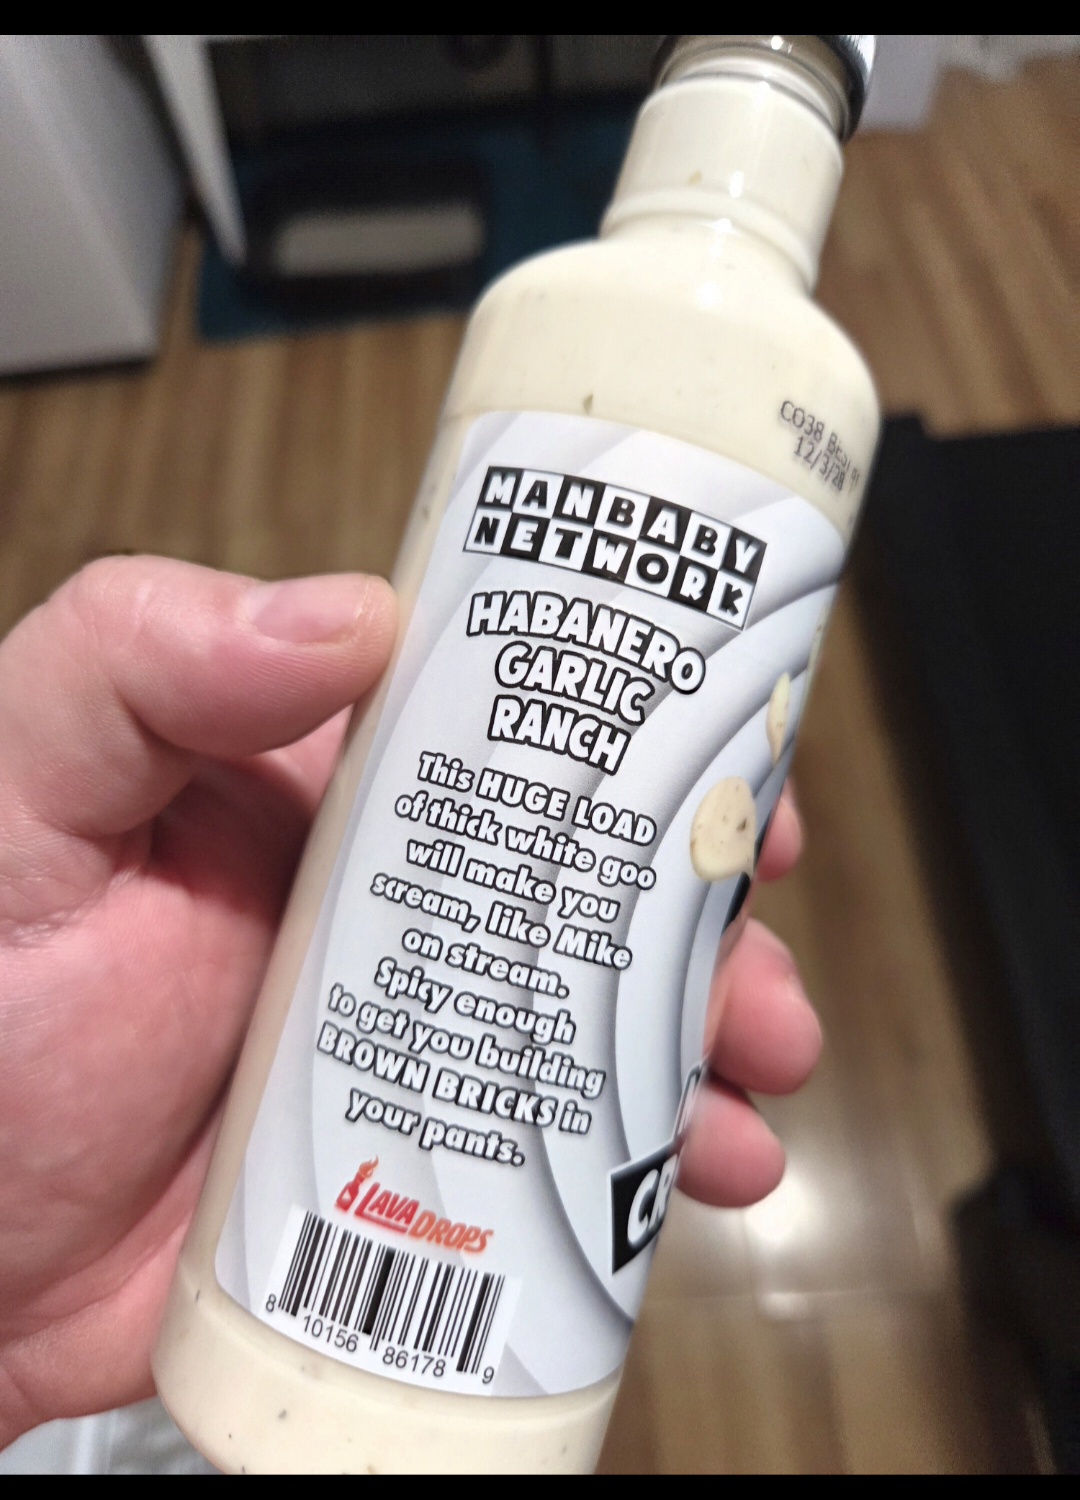 CO38
12/3/28
MANBABY
NETWORK
HABANERO
GARLIC
RANCH
This HUGE LOAD
of thick white goo
will make you
scream, like Mike
on stream.
Spicy enough
to get you building
BROWN BRICKS in
your pants.
LAVA DROPS
8 10156 86178 9